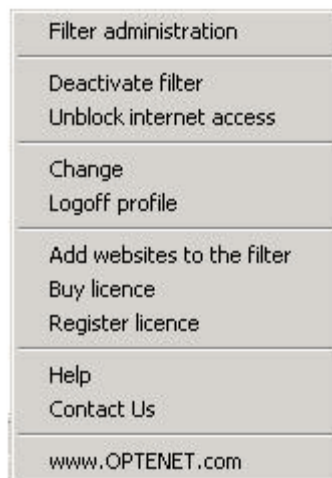 Filter administration
Deactivate filter
Unblock internet access
Change
Logoff profile
Add websites to the filter
Buy licence
Register licence
Help
Contact Us
www.OPTENET.com